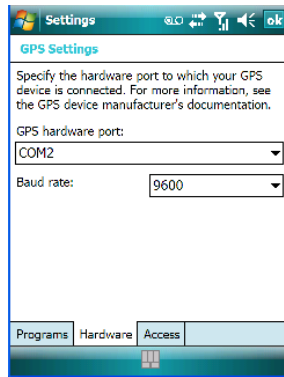 Settings
ok
GPS Settings
Specify the hardware port to which your GPS
device is connected. For more information, see
the GPS device manufacturer's documentation.
GPS hardware port:
COM2
Baud rate:
9600
Programs Hardware Access